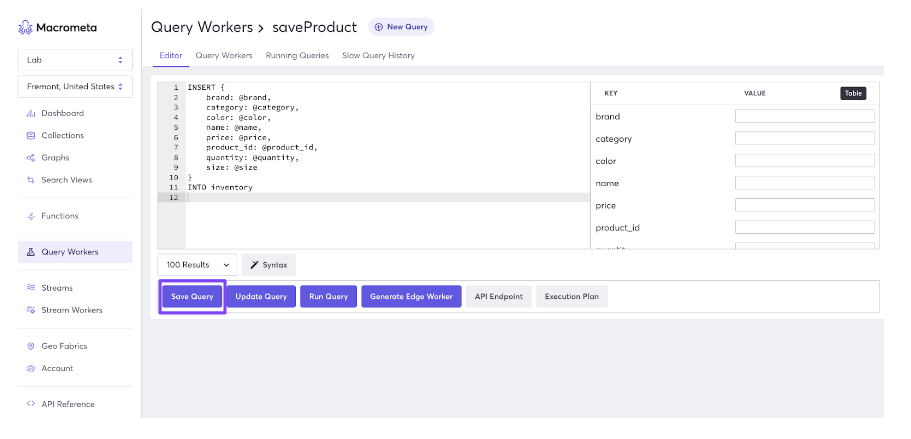 Macrometa
Query Workers > saveProduct
New Query
Lab
Fremont, United States
Dashboard
Collections
Graphs
Search Views
Functions
Query Workers
Streams
Stream Workers
Geo Fabrics
Account
API Reference
Editor Query Workers Running Queries Slow Query History
1 INSERT {
2 brand: @brand,
3 category: @category,
4 color: @color,
5 name: @name,
6 price: @price,
7 product_id: @product_id,
8 quantity: @quantity,
9 size: @size
10 }
11 INTO inventory
12
KEY VALUE Table
brand
category
color
name
price
product_id
100 Results Syntax
Save Query Update Query Run Query Generate Edge Worker API Endpoint Execution Plan